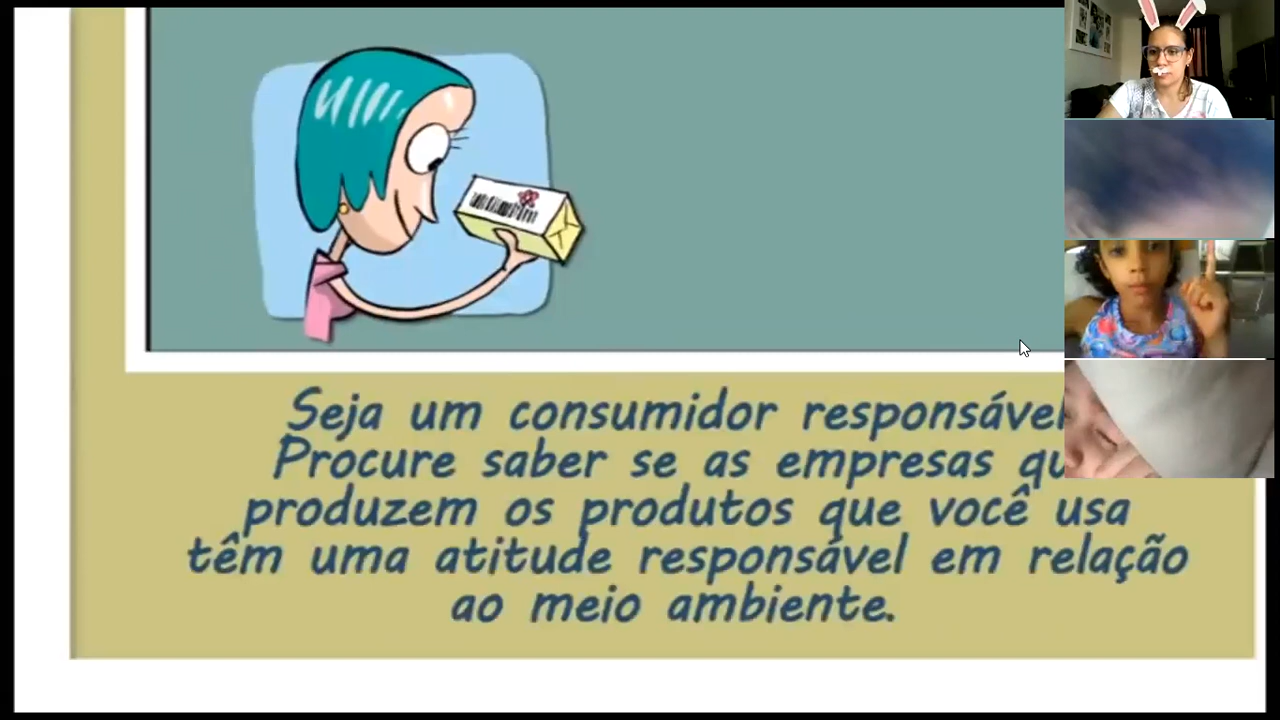 Seja um consumidor responsável
Procure saber se as empresas
produzem os produtos que você usa
têm uma atitude responsável em relação
ao meio ambiente.